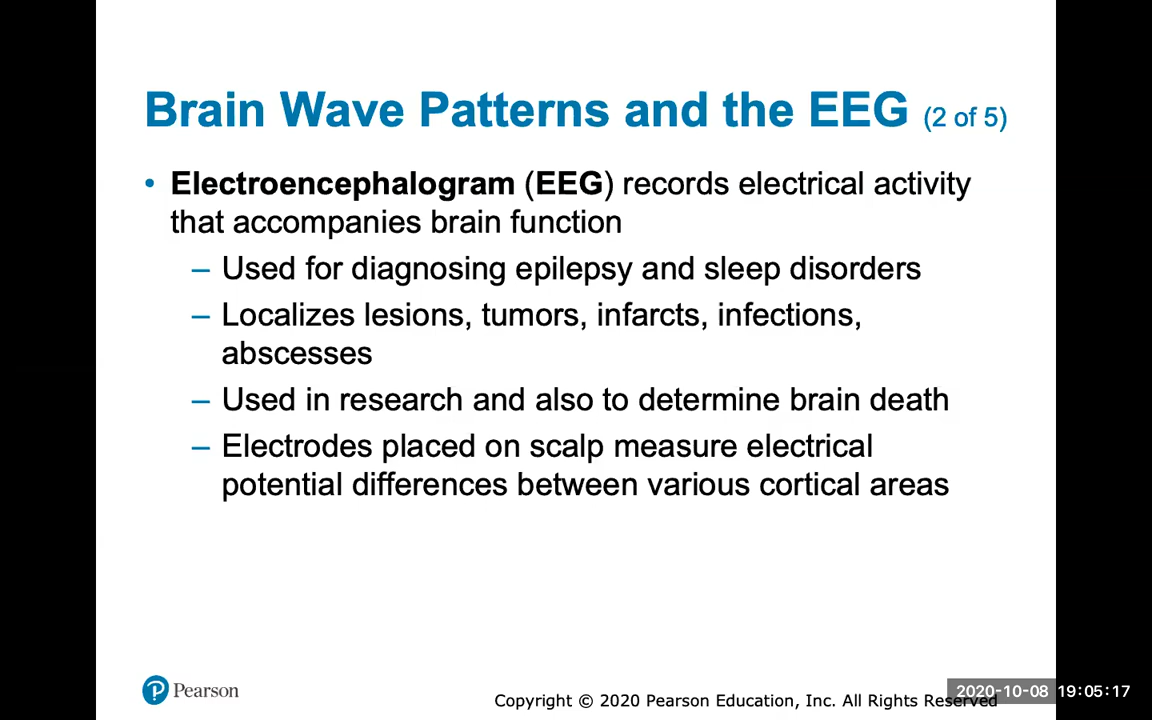 Brain Wave Patterns and the EEG (2 of 5)
• Electroencephalogram (EEG) records electrical activity
that accompanies brain function
– Used for diagnosing epilepsy and sleep disorders
– Localizes lesions, tumors, infarcts, infections,
abscesses
– Used in research and also to determine brain death
– Electrodes placed on scalp measure electrical
potential differences between various cortical areas
P Pearson
Copyright © 2020 Pearson Education, Inc. All Rights Reserved
2020-10-08 19:05:17